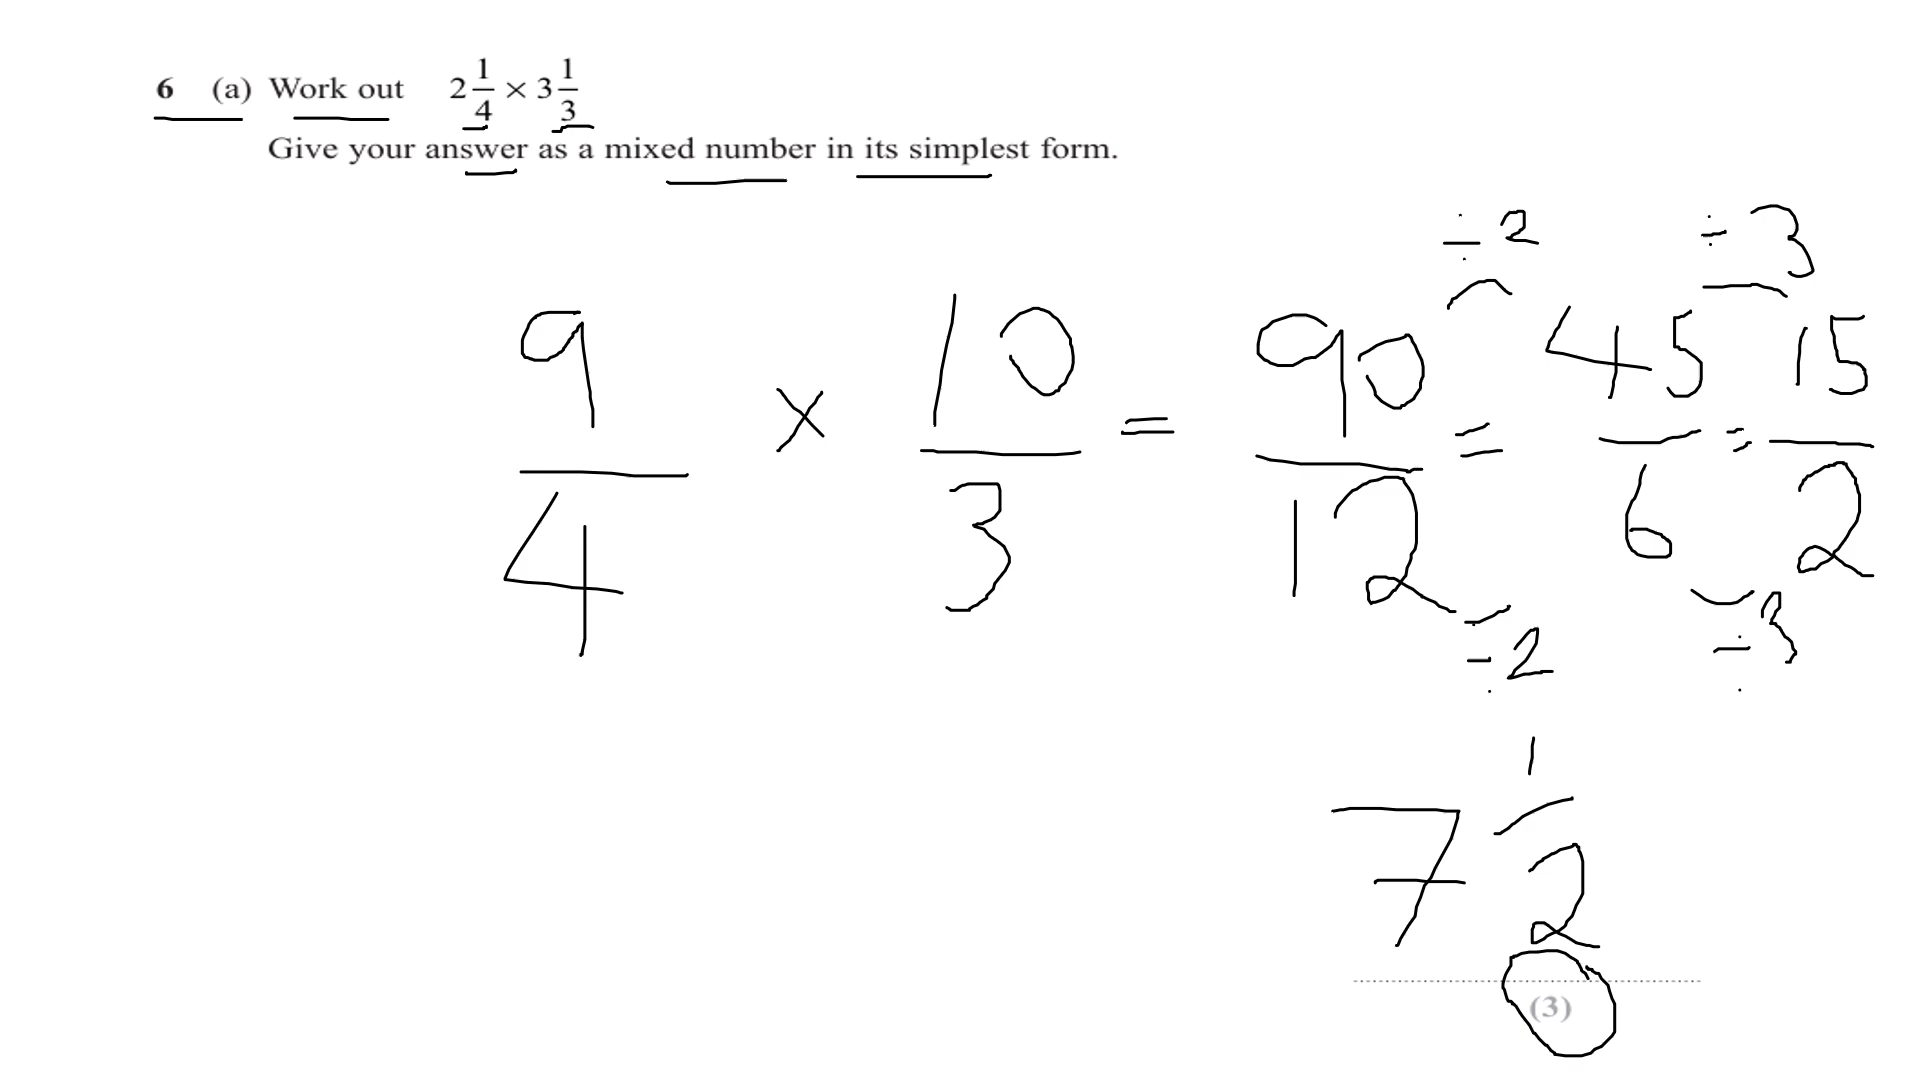 6 (a) Work out 2 1/4 × 3 1/3
Give your answer as a mixed number in its simplest form.
÷ 2 ÷ 3
9/4 × 10/3 = 90/12 = 45/6 = 15/2
÷ 2 ÷ 3
7 1/2
(3)